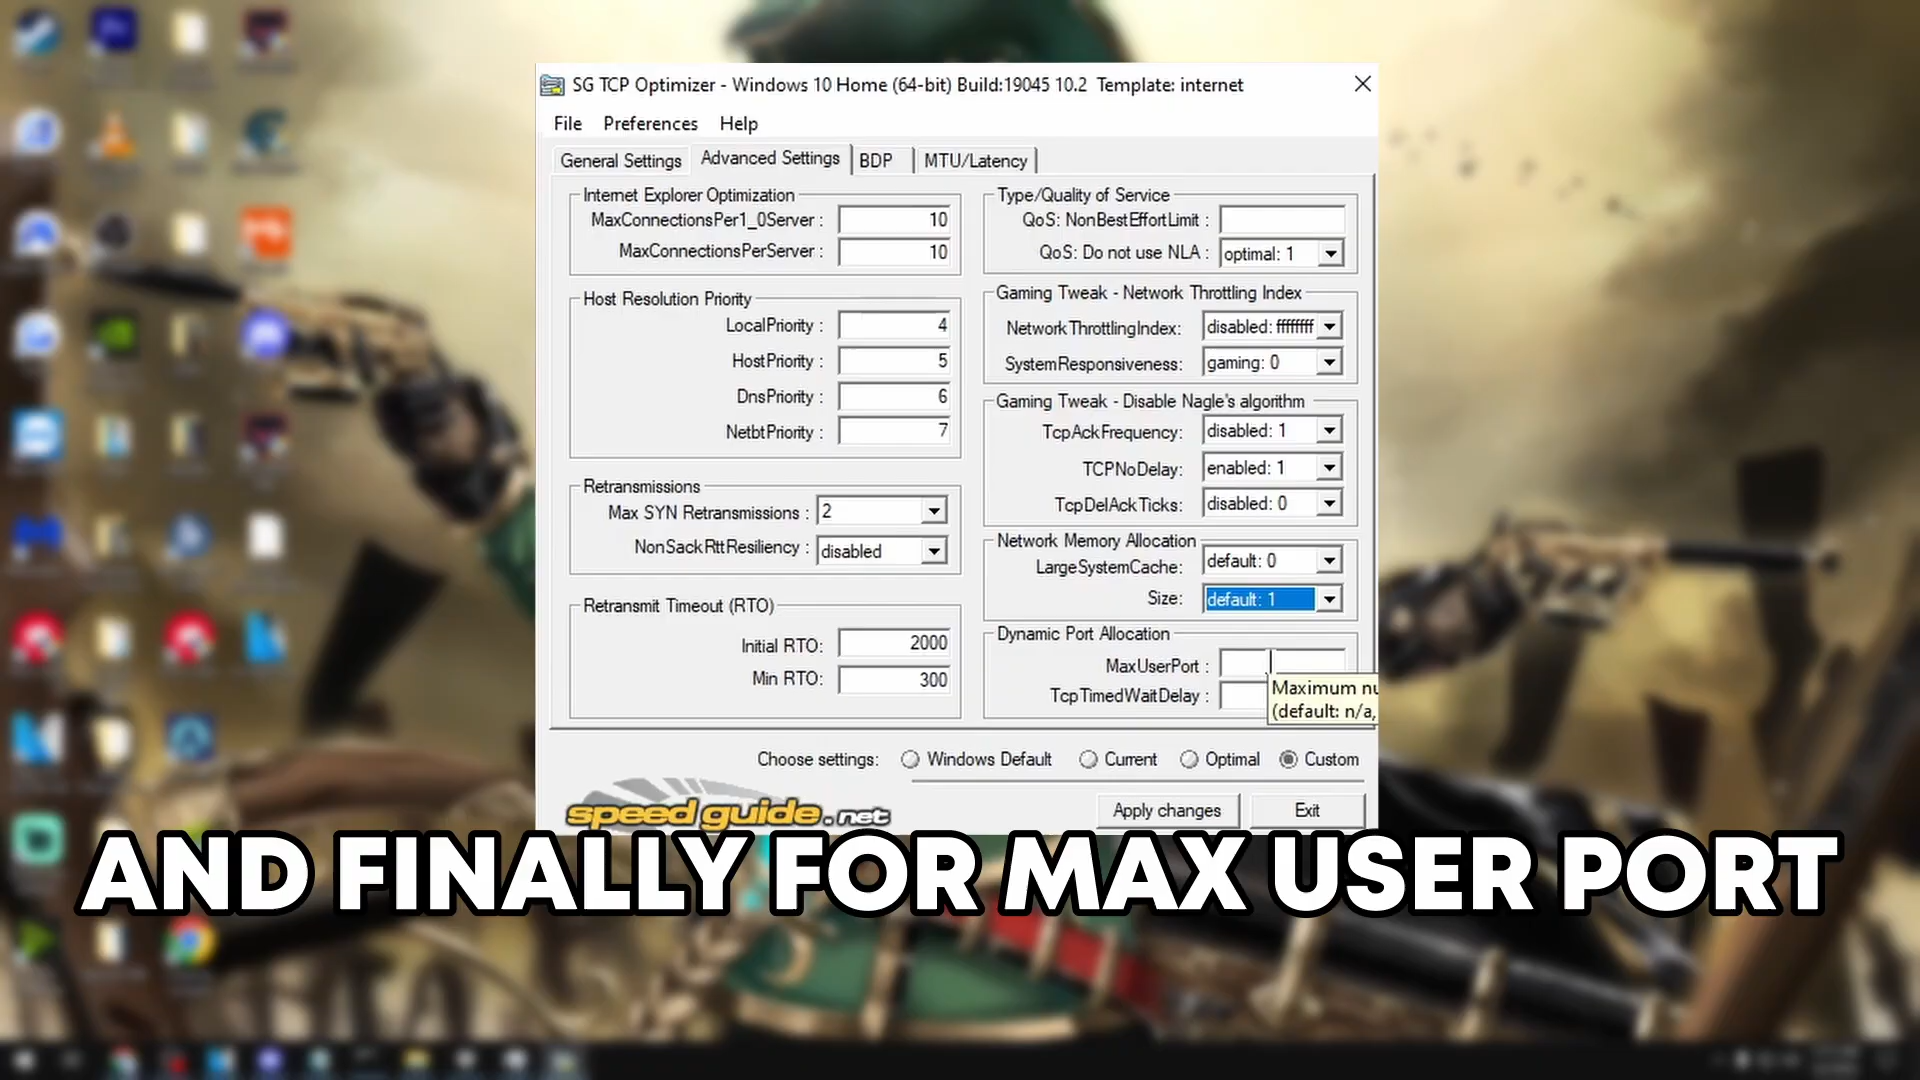 SG TCP Optimizer - Windows 10 Home (64-bit) Build:19045 10.2 Template: internet
File Preferences Help
General Settings Advanced Settings BDP MTU/Latency
Internet Explorer Optimization
MaxConnectionsPer1_0Server : 10
MaxConnectionsPerServer : 10
Host Resolution Priority
LocalPriority : 4
HostPriority : 5
DnsPriority : 6
NetbtPriority : 7
Retransmissions
Max SYN Retransmissions : 2
NonSackRttResiliency : disabled
Retransmit Timeout (RTO)
Initial RTO: 2000
Min RTO: 300
Type/Quality of Service
QoS: NonBestEffortLimit :
QoS: Do not use NLA : optimal: 1
Gaming Tweak - Network Throttling Index
NetworkThrottlingIndex: disabled: ffffffff
SystemResponsiveness: gaming: 0
Gaming Tweak - Disable Nagle's algorithm
TcpAckFrequency: disabled: 1
TCPNoDelay: enabled: 1
TcpDelAckTicks: disabled: 0
Network Memory Allocation
LargeSystemCache: default: 0
Size: default: 1
Dynamic Port Allocation
MaxUserPort :
TcpTimedWaitDelay :
Maximum nu
(default: n/a,
Choose settings: Windows Default Current Optimal Custom
speed guide.net
Apply changes Exit
AND FINALLY FOR MAX USER PORT